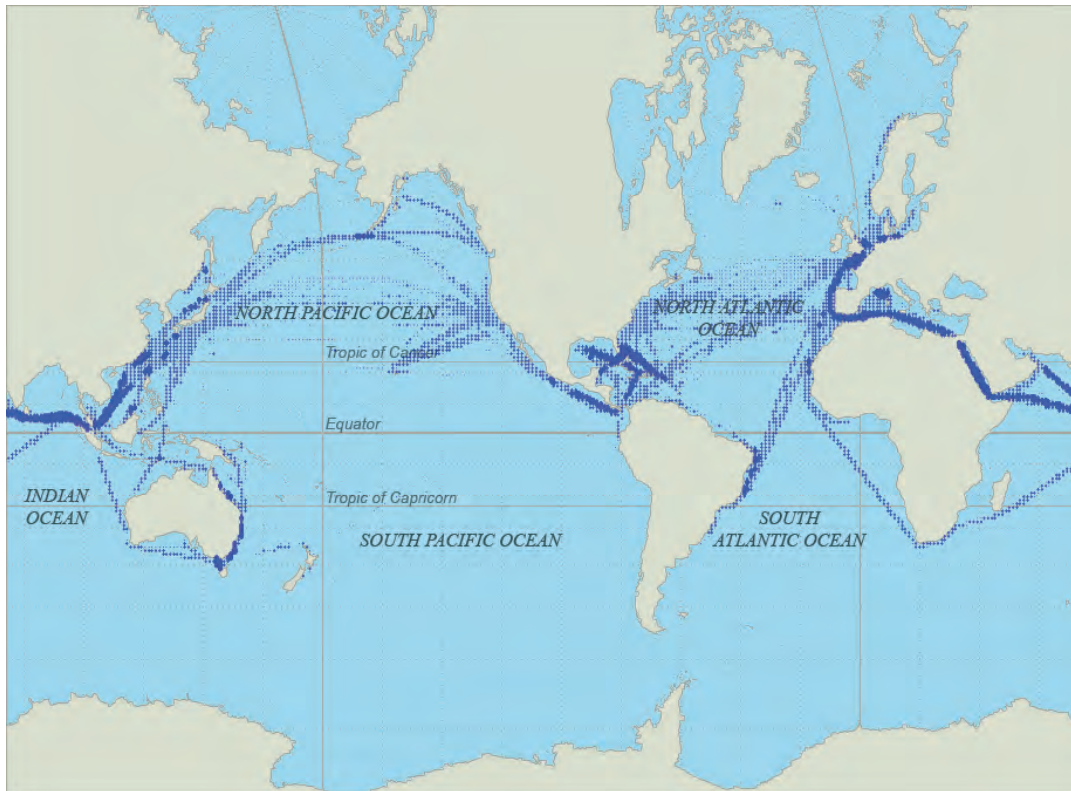 NORTH PACIFIC OCEAN
NORTH ATLANTIC
OCEAN
Tropic of Cancer
Equator
INDIAN
OCEAN
Tropic of Capricorn
SOUTH PACIFIC OCEAN
SOUTH
ATLANTIC OCEAN